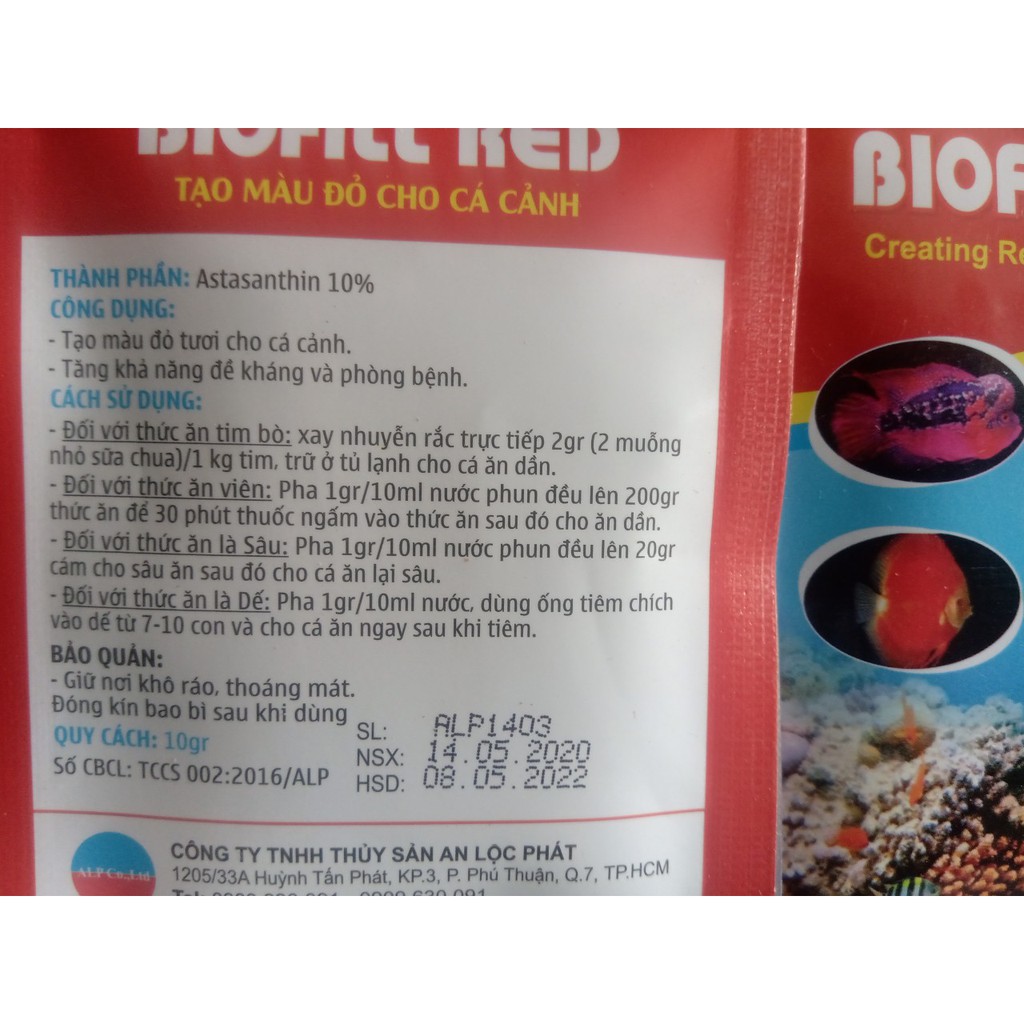 BIOFILL RED
TẠO MÀU ĐỎ CHO CÁ CẢNH
THÀNH PHẦN: Astasanthin 10%
CÔNG DỤNG:
- Tạo màu đỏ tươi cho cá cảnh.
- Tăng khả năng đề kháng và phòng bệnh.
CÁCH SỬ DỤNG:
- Đối với thức ăn tim bò: xay nhuyễn rắc trực tiếp 2gr (2 muỗng
nhỏ sữa chua)/1 kg tim, trữ ở tủ lạnh cho cá ăn dần.
- Đối với thức ăn viên: Pha 1gr/10ml nước phun đều lên 200gr
thức ăn để 30 phút thuốc ngấm vào thức ăn sau đó cho ăn dần.
- Đối với thức ăn là Sâu: Pha 1gr/10ml nước phun đều lên 20gr
cám cho sâu ăn sau đó cho cá ăn lại sâu.
- Đối với thức ăn là Dế: Pha 1gr/10ml nước, dùng ống tiêm chích
vào dế từ 7-10 con và cho cá ăn ngay sau khi tiêm.
BẢO QUẢN:
- Giữ nơi khô ráo, thoáng mát.
Đóng kín bao bì sau khi dùng
QUY CÁCH: 10gr
Số CBCL: TCCS 002:2016/ALP
SL: ALP1403
NSX: 14.05.2020
HSD: 08.05.2022
ALP Co.,Ltd
CÔNG TY TNHH THỦY SẢN AN LỘC PHÁT
1205/33A Huỳnh Tấn Phát, KP.3, P. Phú Thuận, Q.7, TP.HCM
BIOF
Creating Re